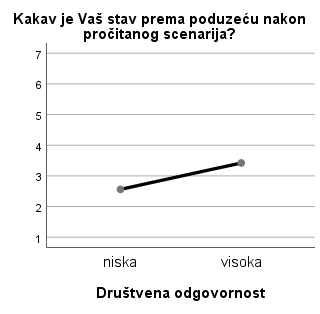 Kakav je Vaš stav prema poduzeću nakon
pročitanog scenarija?
7
6
5
4
3
2
1
niska
visoka
Društvena odgovornost